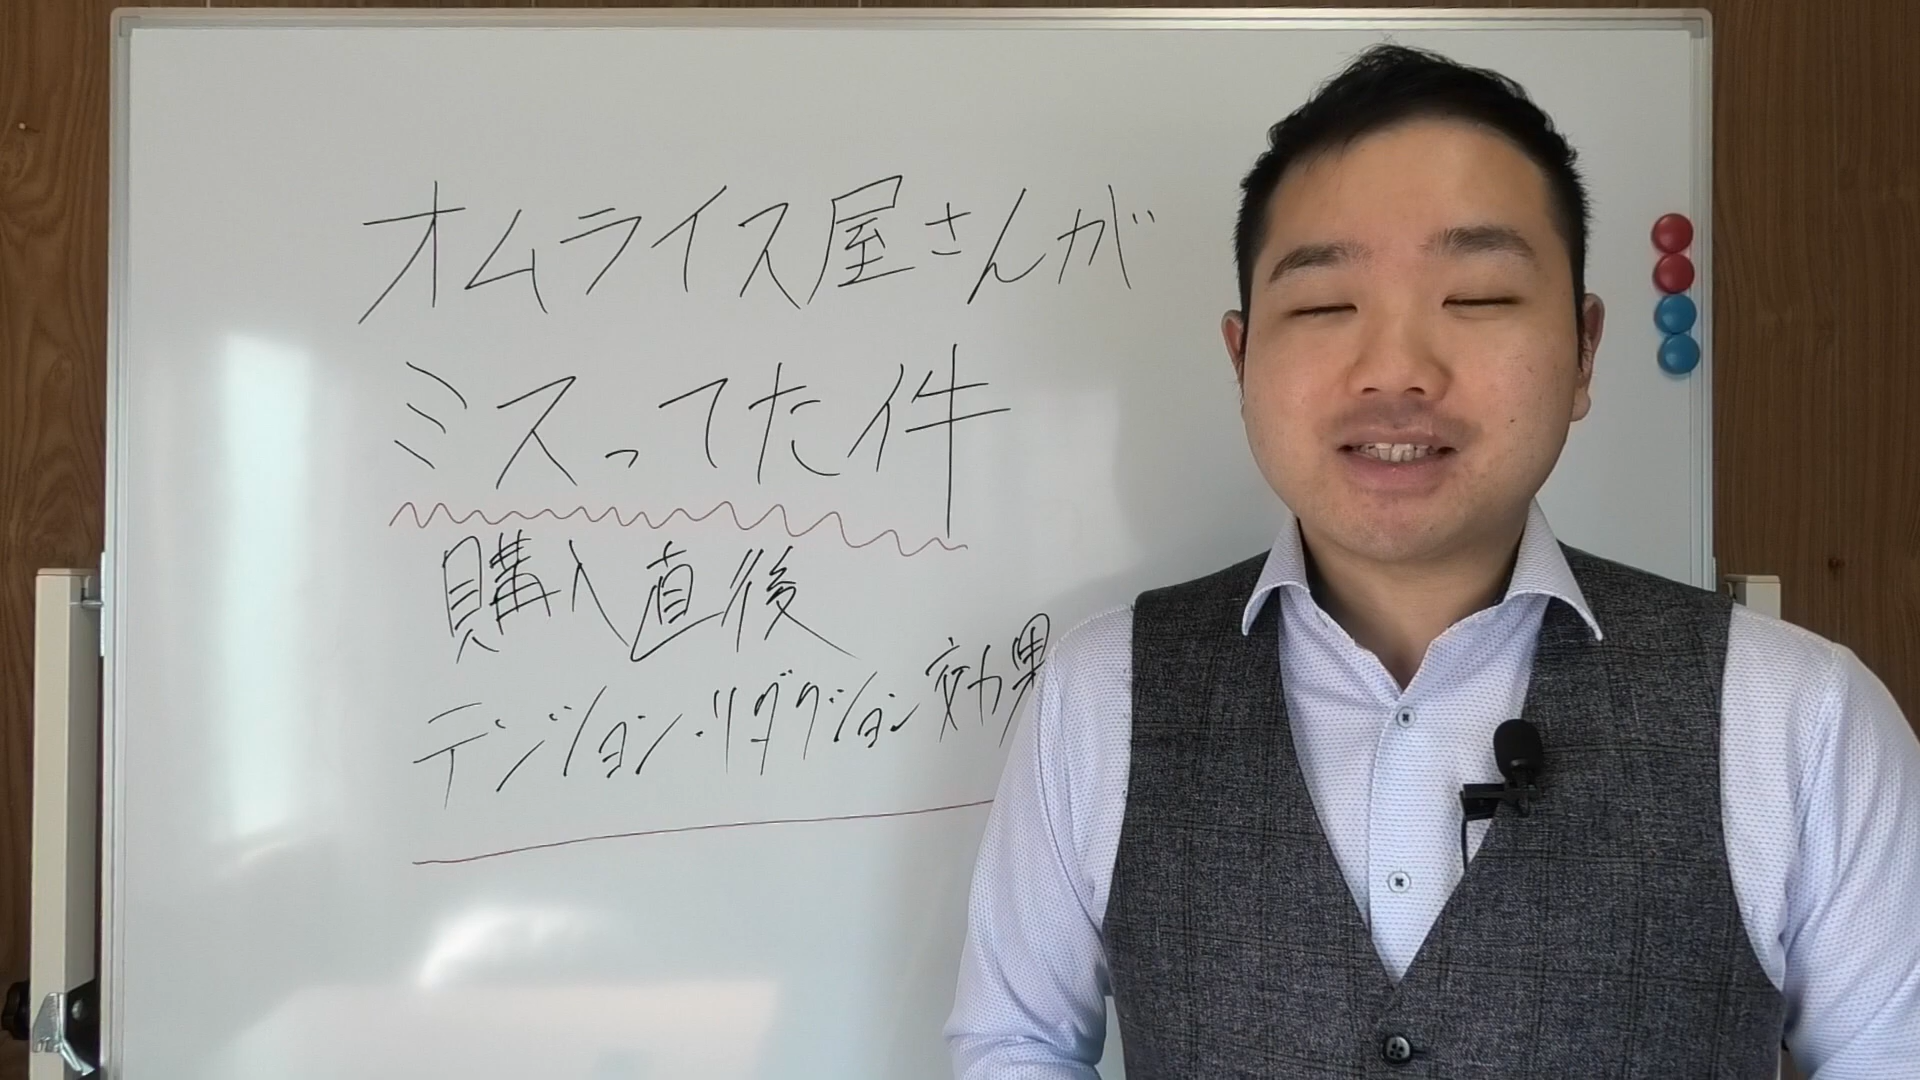 オムライス屋さんが
ミスってた件
購入直後
テンション・リダクション効果